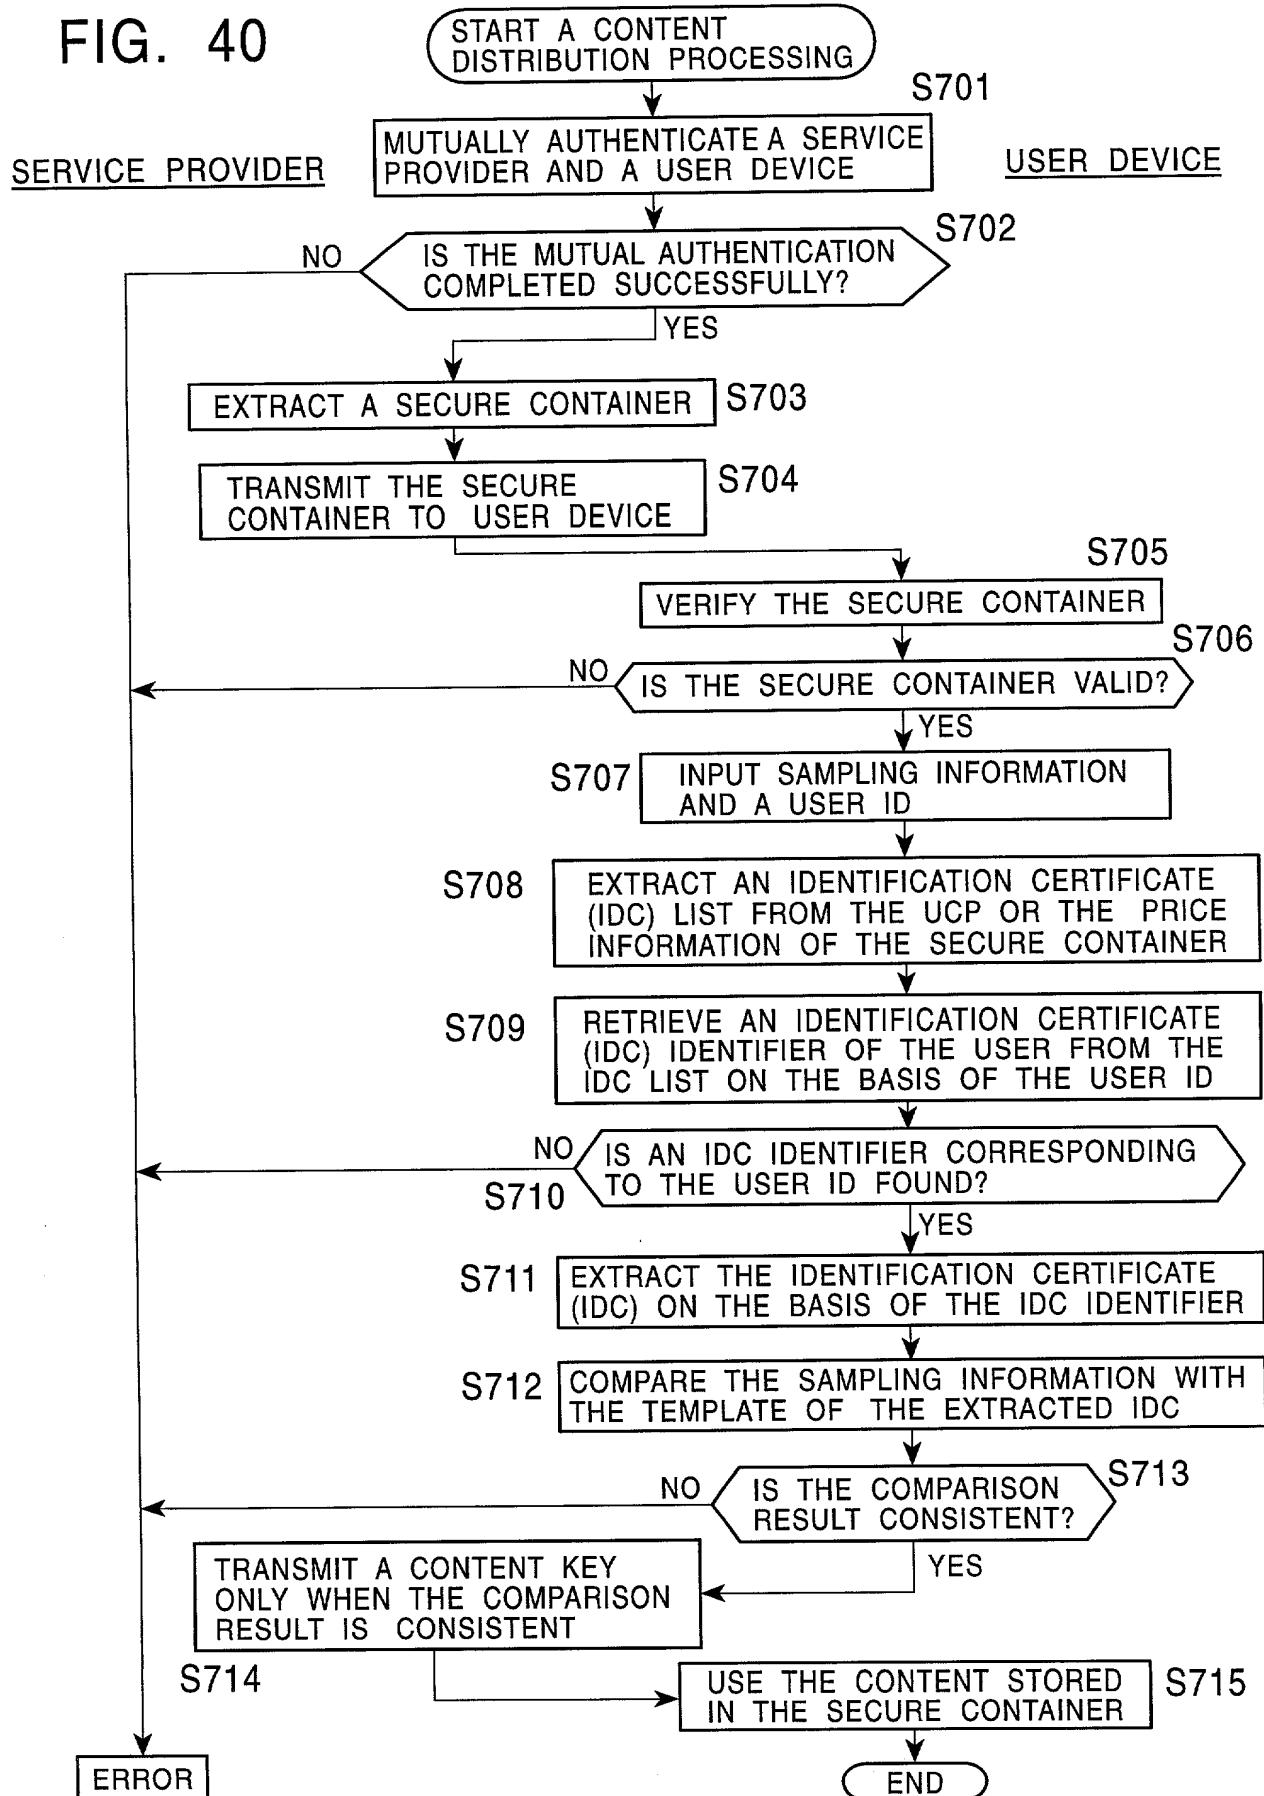 FIG. 40
START A CONTENT
DISTRIBUTION PROCESSING
S701
MUTUALLY AUTHENTICATE A SERVICE
PROVIDER AND A USER DEVICE
SERVICE PROVIDER
USER DEVICE
S702
IS THE MUTUAL AUTHENTICATION
COMPLETED SUCCESSFULLY?
NO
YES
EXTRACT A SECURE CONTAINER
S703
TRANSMIT THE SECURE
CONTAINER TO USER DEVICE
S704
S705
VERIFY THE SECURE CONTAINER
S706
NO
IS THE SECURE CONTAINER VALID?
YES
S707
INPUT SAMPLING INFORMATION
AND A USER ID
S708
EXTRACT AN IDENTIFICATION CERTIFICATE
(IDC) LIST FROM THE UCP OR THE PRICE
INFORMATION OF THE SECURE CONTAINER
S709
RETRIEVE AN IDENTIFICATION CERTIFICATE
(IDC) IDENTIFIER OF THE USER FROM THE
IDC LIST ON THE BASIS OF THE USER ID
NO
IS AN IDC IDENTIFIER CORRESPONDING
TO THE USER ID FOUND?
S710
YES
S711
EXTRACT THE IDENTIFICATION CERTIFICATE
(IDC) ON THE BASIS OF THE IDC IDENTIFIER
S712
COMPARE THE SAMPLING INFORMATION WITH
THE TEMPLATE OF THE EXTRACTED IDC
S713
NO
IS THE COMPARISON
RESULT CONSISTENT?
YES
TRANSMIT A CONTENT KEY
ONLY WHEN THE COMPARISON
RESULT IS CONSISTENT
S714
USE THE CONTENT STORED
IN THE SECURE CONTAINER
S715
ERROR
END